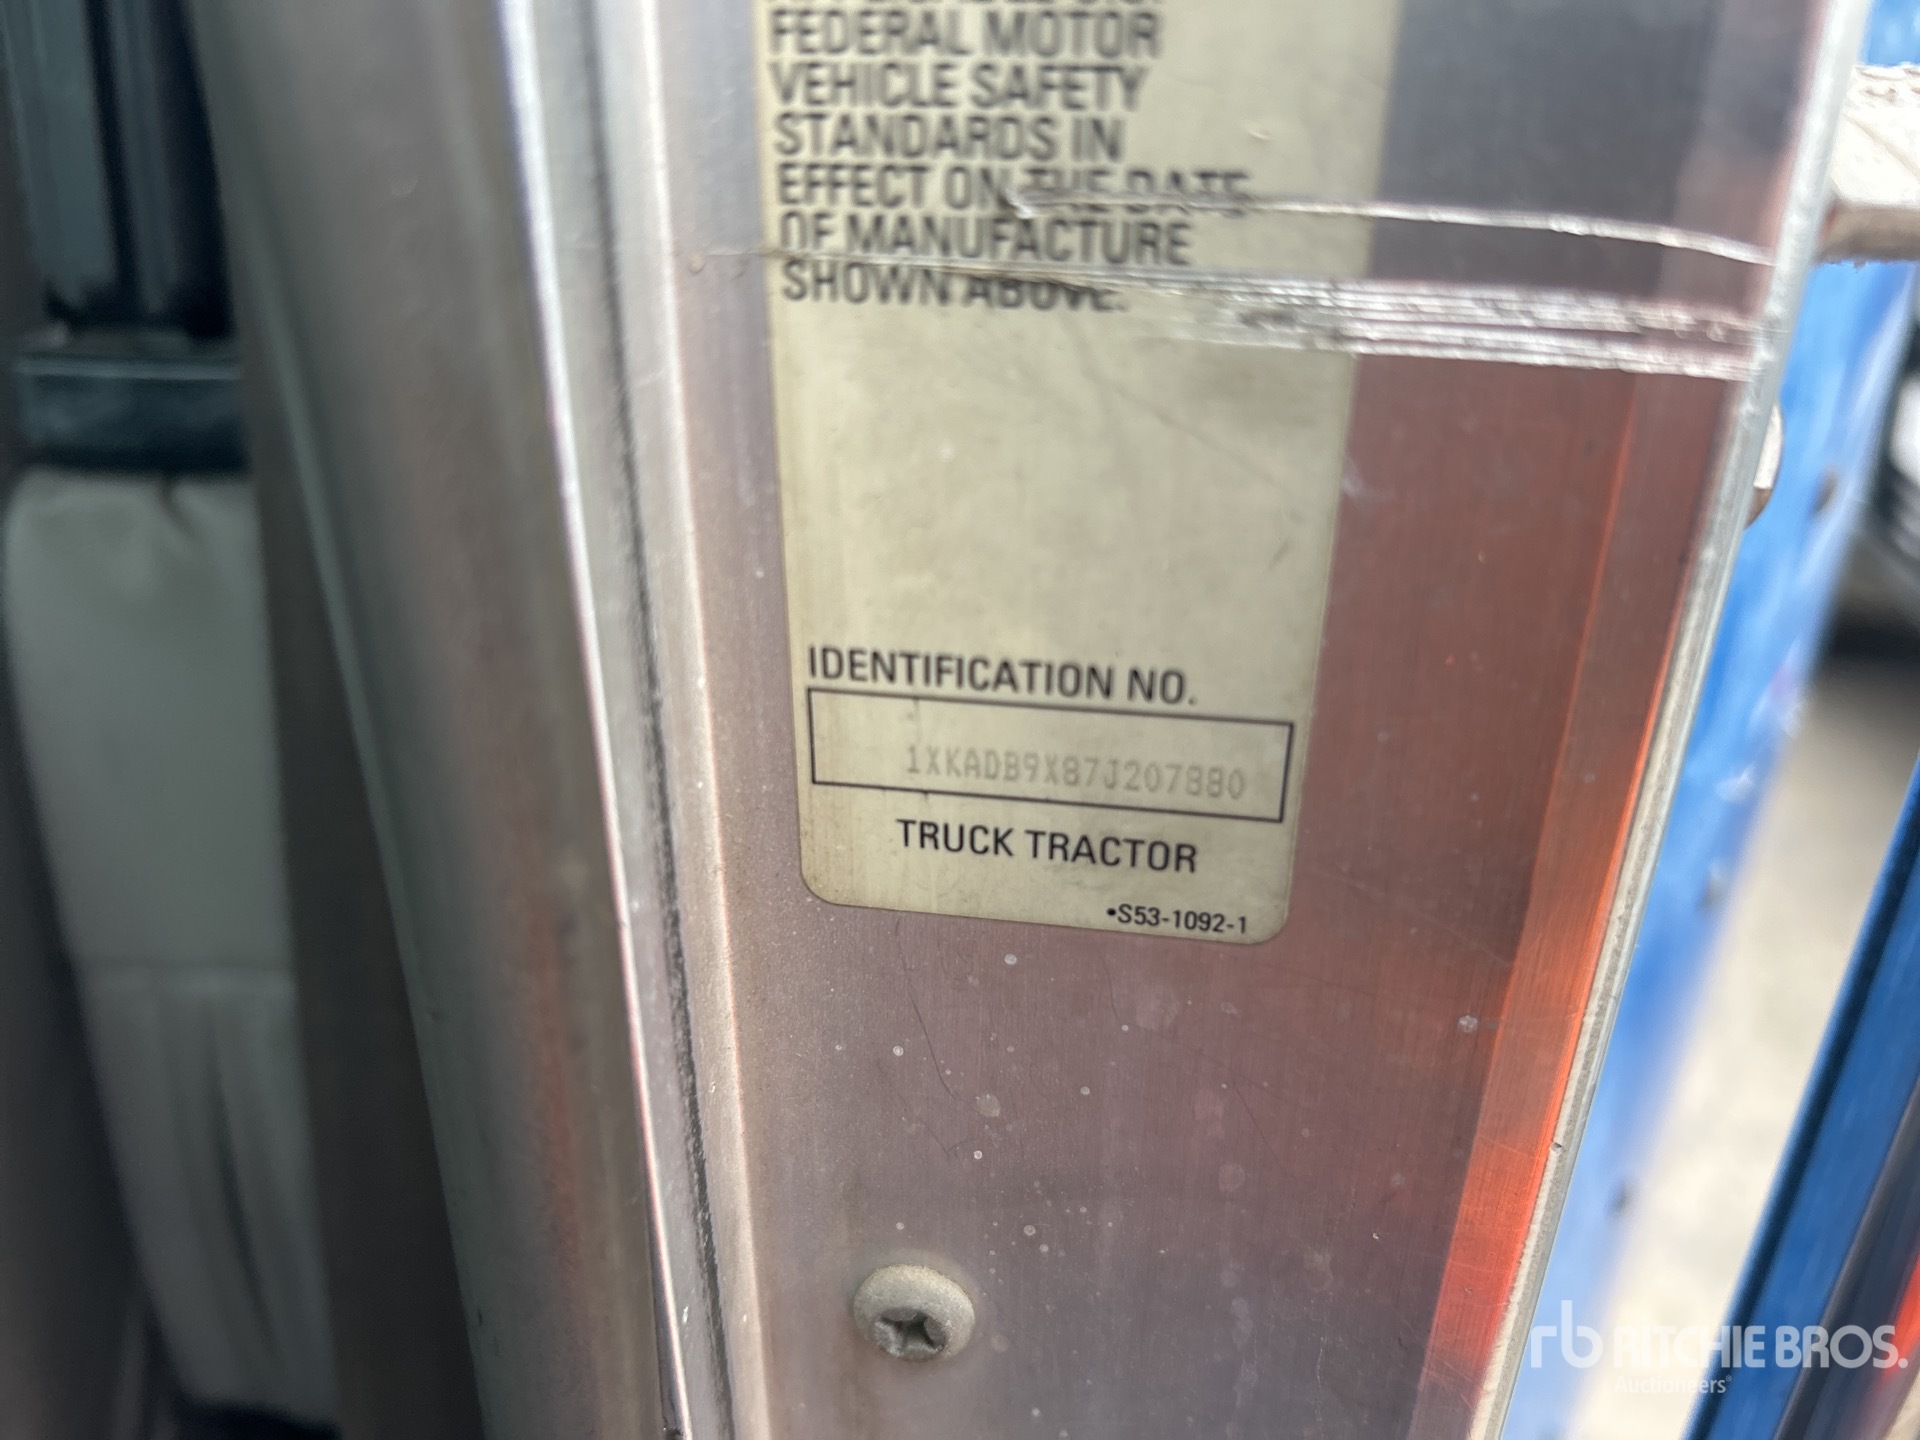 FEDERAL MOTOR
VEHICLE SAFETY
STANDARDS IN
EFFECT ON THE DATE
OF MANUFACTURE
SHOWN ABOVE.
IDENTIFICATION NO.
1XKADB9X87J207880
TRUCK TRACTOR
•S53-1092-1
rb RITCHIE BROS.
Auctioneers®